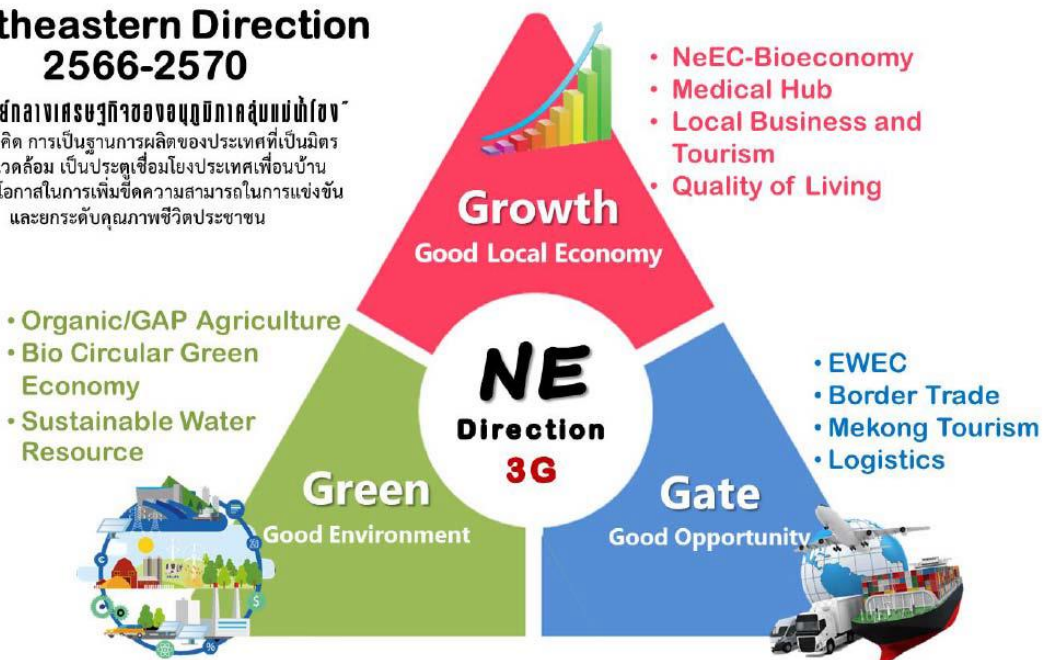 theastern Direction
2566-2570
ย์กลางเศรษฐกิจของอนุภูมิภาคลุ่มแม่น้ำโขง"
คิด การเป็นฐานการผลิตของประเทศที่เป็นมิตร
วดล้อม เป็นประตูเชื่อมโยงประเทศเพื่อนบ้าน
โอกาสในการเพิ่มขีดความสามารถในการแข่งขัน
และยกระดับคุณภาพชีวิตประชาชน
Growth
Good Local Economy
• NeEC-Bioeconomy
• Medical Hub
• Local Business and
Tourism
• Quality of Living
• Organic/GAP Agriculture
• Bio Circular Green
Economy
• Sustainable Water
Resource
NE
Direction
3G
• EWEC
• Border Trade
• Mekong Tourism
• Logistics
Green
Good Environment
Gate
Good Opportunity